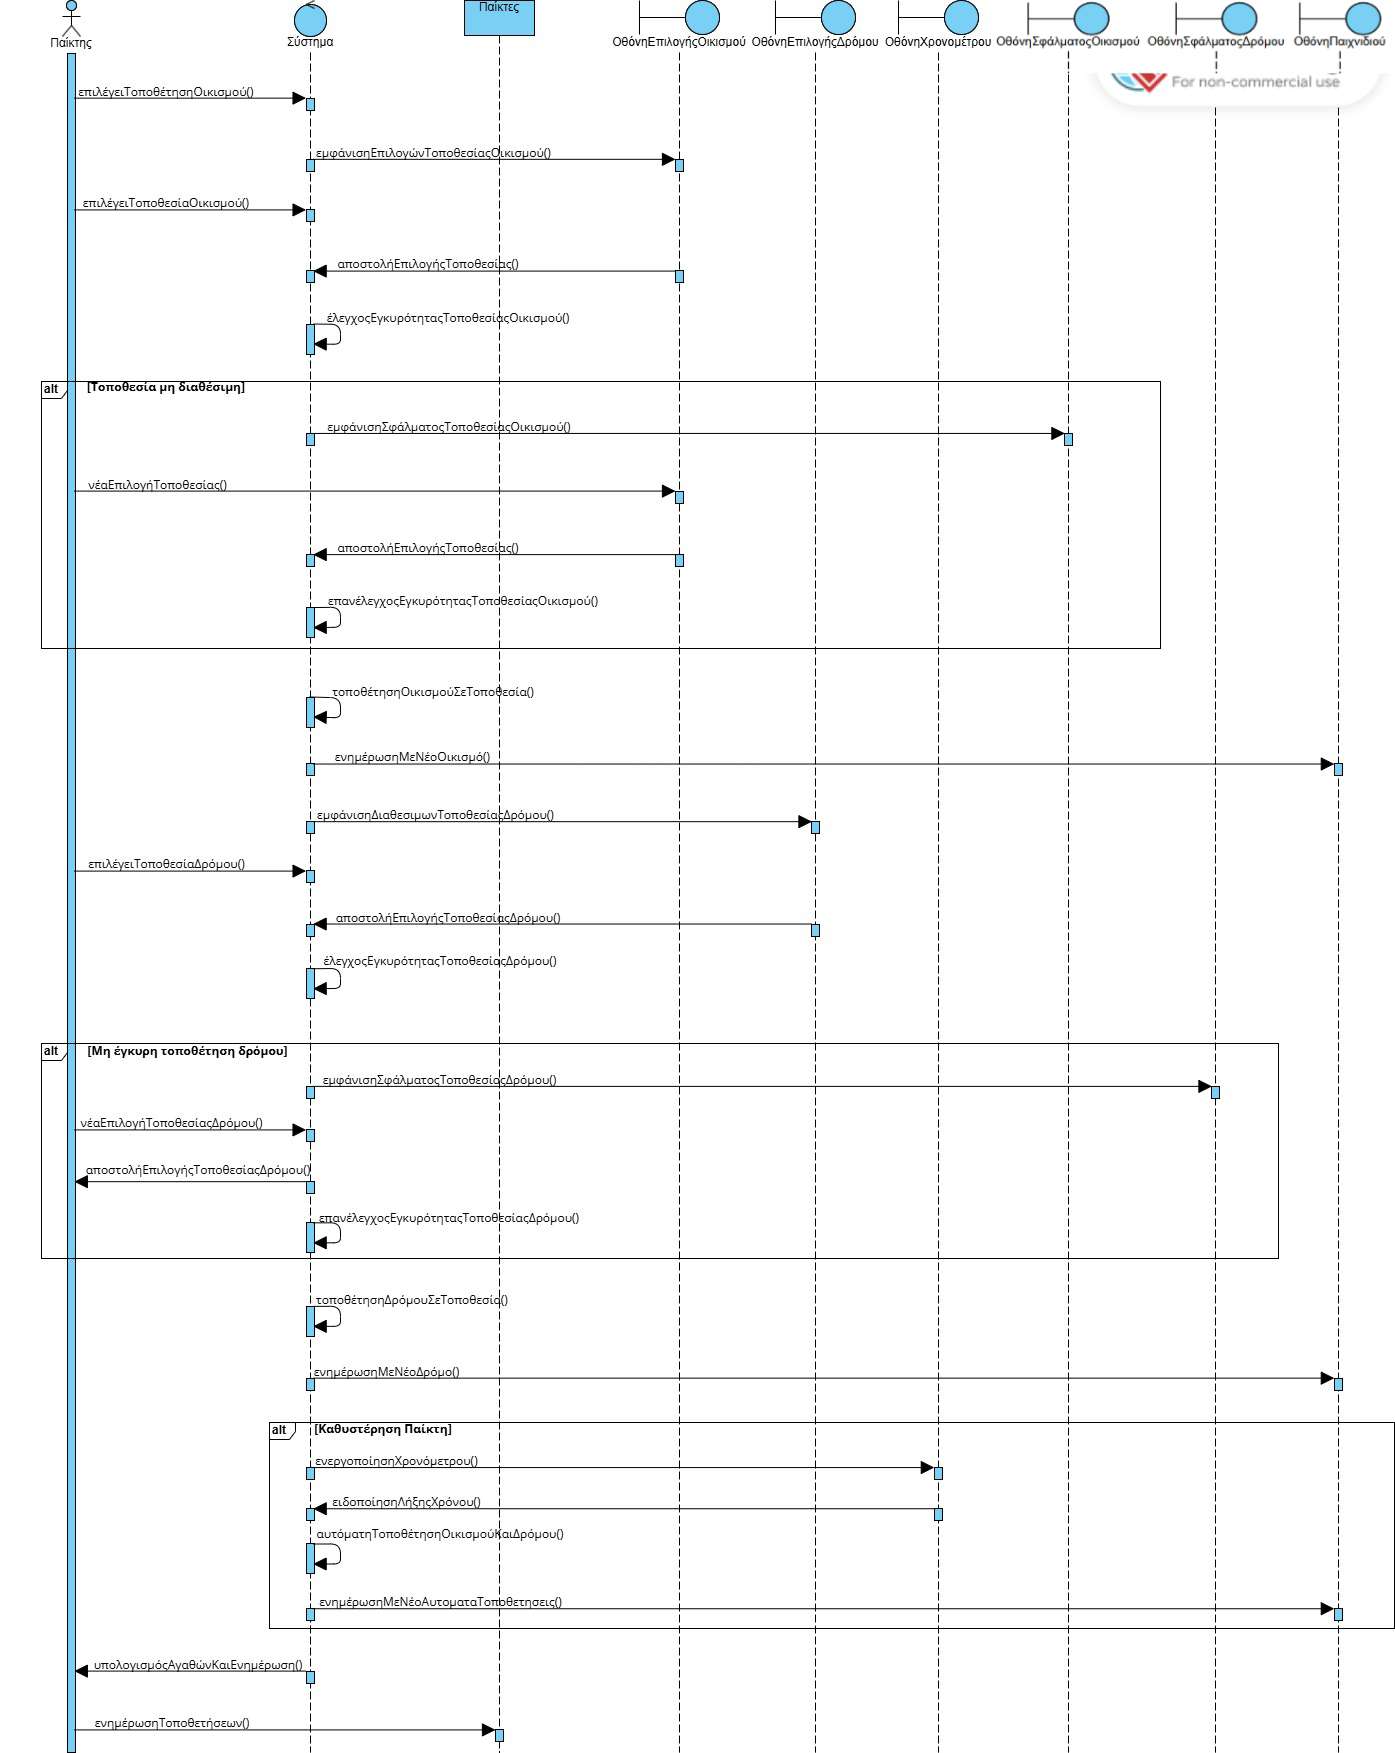 Παίκτης
Σύστημα
Παίκτες
ΟθόνηΕπιλογήςΟικισμού
ΟθόνηΕπιλογήςΔρόμου
ΟθόνηΧρονομέτρου
ΟθόνηΣφάλματοςΟικισμού
ΟθόνηΣφάλματοςΔρόμου
ΟθόνηΠαιχνιδιού
For non-commercial use
επιλέγειΤοποθέτησηΟικισμού()
εμφάνισηΕπιλογώνΤοποθεσίαςΟικισμού()
επιλέγειΤοποθεσίαΟικισμού()
αποστολήΕπιλογήςΤοποθεσίας()
έλεγχοςΕγκυρότηταςΤοποθεσίαςΟικισμού()
alt
[Τοποθεσία μη διαθέσιμη]
εμφάνισηΣφάλματοςΤοποθεσίαςΟικισμού()
νέαΕπιλογήΤοποθεσίας()
αποστολήΕπιλογήςΤοποθεσίας()
επανέλεγχοςΕγκυρότηταςΤοποθεσίαςΟικισμού()
τοποθέτησηΟικισμούΣεΤοποθεσία()
ενημέρωσηΜεΝέοΟικισμό()
εμφάνισηΔιαθεσιμωνΤοποθεσίαςΔρόμου()
επιλέγειΤοποθεσίαΔρόμου()
αποστολήΕπιλογήςΤοποθεσίαςΔρόμου()
έλεγχοςΕγκυρότηταςΤοποθεσίαςΔρόμου()
alt
[Μη έγκυρη τοποθέτηση δρόμου]
εμφάνισηΣφάλματοςΤοποθεσίαςΔρόμου()
νέαΕπιλογήΤοποθεσίαςΔρόμου()
αποστολήΕπιλογήςΤοποθεσίαςΔρόμου()
επανέλεγχοςΕγκυρότηταςΤοποθεσίαςΔρόμου()
τοποθέτησηΔρόμουΣεΤοποθεσία()
ενημέρωσηΜεΝέοΔρόμο()
alt
[Καθυστέρηση Παίκτη]
ενεργοποίησηΧρονόμετρου()
ειδοποίησηΛήξηςΧρόνου()
αυτόματηΤοποθέτησηΟικισμούΚαιΔρόμου()
ενημέρωσηΜεΝέοΑυτοματαΤοποθετησεις()
υπολογισμόςΑγαθώνΚαιΕνημέρωση()
ενημέρωσηΤοποθετήσεων()